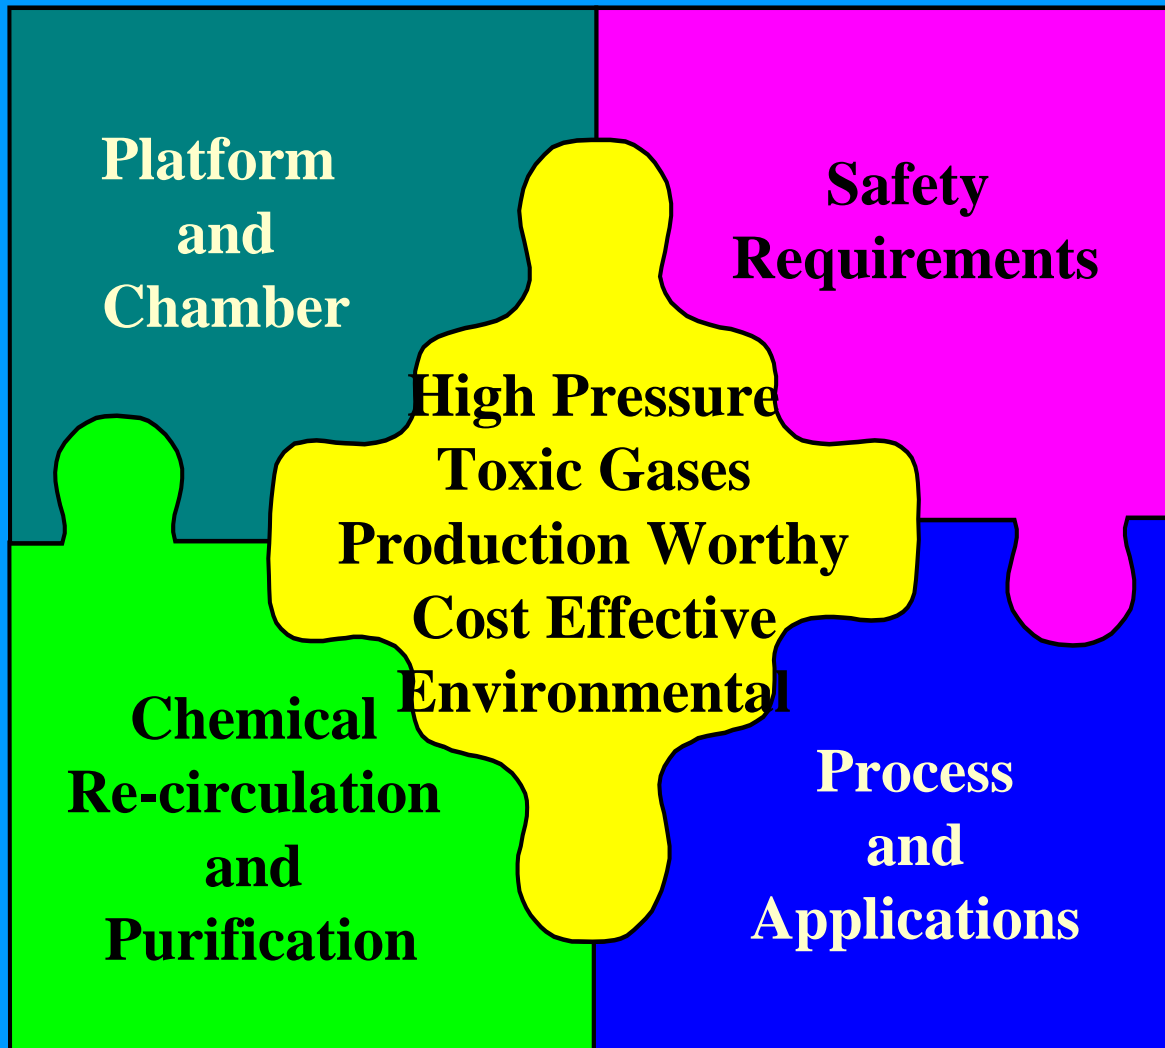 Platform
and
Chamber
Safety
Requirements
High Pressure
Toxic Gases
Production Worthy
Cost Effective
Environmental
Chemical
Re-circulation
and
Purification
Process
and
Applications